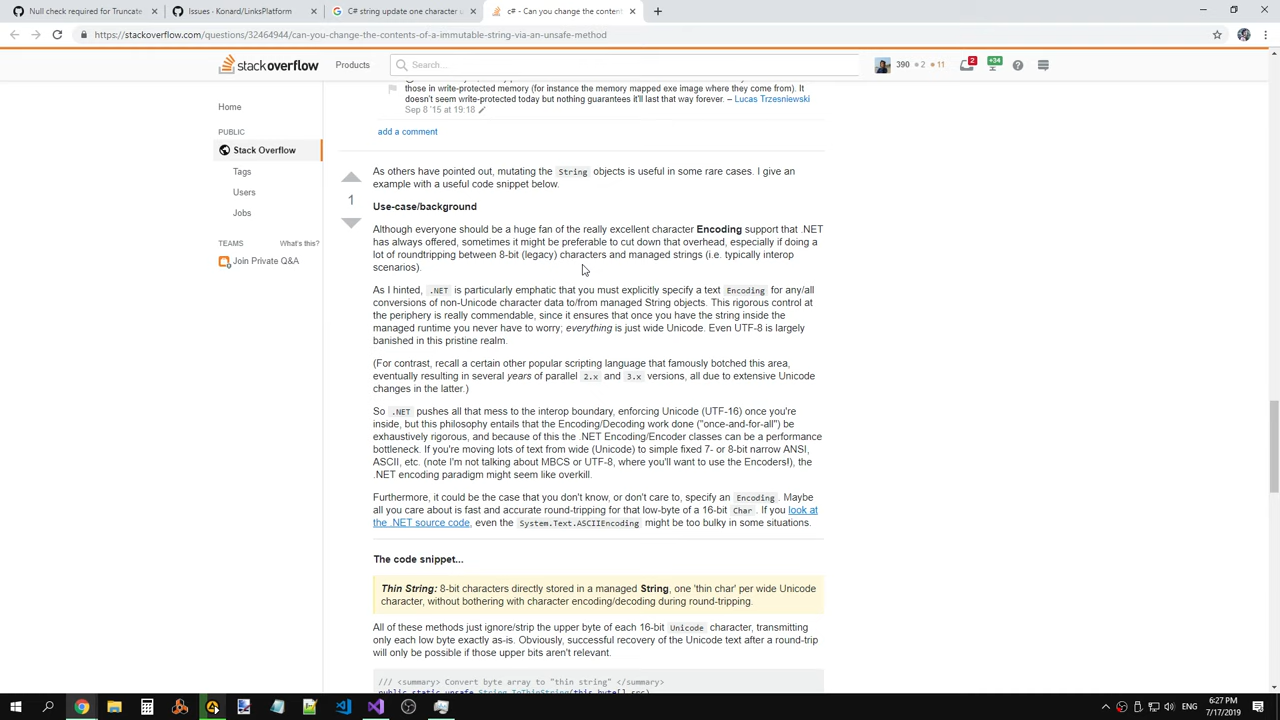 Null check required for Truncate
Issues · Konard/LinksPlatform
C# string update one character u
c# - Can you change the content
https://stackoverflow.com/questions/32464944/can-you-change-the-contents-of-a-immutable-string-via-an-unsafe-method
stackoverflow
Products
Search...
390 2 11
2
+34
Home
PUBLIC
Stack Overflow
Tags
Users
Jobs
TEAMS What's this?
Join Private Q&A
those in write-protected memory (for instance the memory mapped exe image where they come from). It
doesn't seem write-protected today but nothing guarantees it'll last that way forever. – Lucas Trzesniewski
Sep 8 '15 at 19:18
add a comment
1
As others have pointed out, mutating the String objects is useful in some rare cases. I give an
example with a useful code snippet below.
Use-case/background
Although everyone should be a huge fan of the really excellent character Encoding support that .NET
has always offered, sometimes it might be preferable to cut down that overhead, especially if doing a
lot of roundtripping between 8-bit (legacy) characters and managed strings (i.e. typically interop
scenarios).
As I hinted, .NET is particularly emphatic that you must explicitly specify a text Encoding for any/all
conversions of non-Unicode character data to/from managed String objects. This rigorous control at
the periphery is really commendable, since it ensures that once you have the string inside the
managed runtime you never have to worry; everything is just wide Unicode. Even UTF-8 is largely
banished in this pristine realm.
(For contrast, recall a certain other popular scripting language that famously botched this area,
eventually resulting in several years of parallel 2.x and 3.x versions, all due to extensive Unicode
changes in the latter.)
So .NET pushes all that mess to the interop boundary, enforcing Unicode (UTF-16) once you're
inside, but this philosophy entails that the Encoding/Decoding work done ("once-and-for-all") be
exhaustively rigorous, and because of this the .NET Encoding/Encoder classes can be a performance
bottleneck. If you're moving lots of text from wide (Unicode) to simple fixed 7- or 8-bit narrow ANSI,
ASCII, etc. (note I'm not talking about MBCS or UTF-8, where you'll want to use the Encoders!), the
.NET encoding paradigm might seem like overkill.
Furthermore, it could be the case that you don't know, or don't care to, specify an Encoding. Maybe
all you care about is fast and accurate round-tripping for that low-byte of a 16-bit Char. If you look at
the .NET source code, even the System.Text.ASCIIEncoding might be too bulky in some situations.
The code snippet...
Thin String: 8-bit characters directly stored in a managed String, one 'thin char' per wide Unicode
character, without bothering with character encoding/decoding during round-tripping.
All of these methods just ignore/strip the upper byte of each 16-bit Unicode character, transmitting
only each low byte exactly as-is. Obviously, successful recovery of the Unicode text after a round-trip
will only be possible if those upper bits aren't relevant.
/// <summary> Convert byte array to "thin string" </summary>
public static unsafe String ToThinString(this byte[] src)
ENG
6:27 PM
7/17/2019